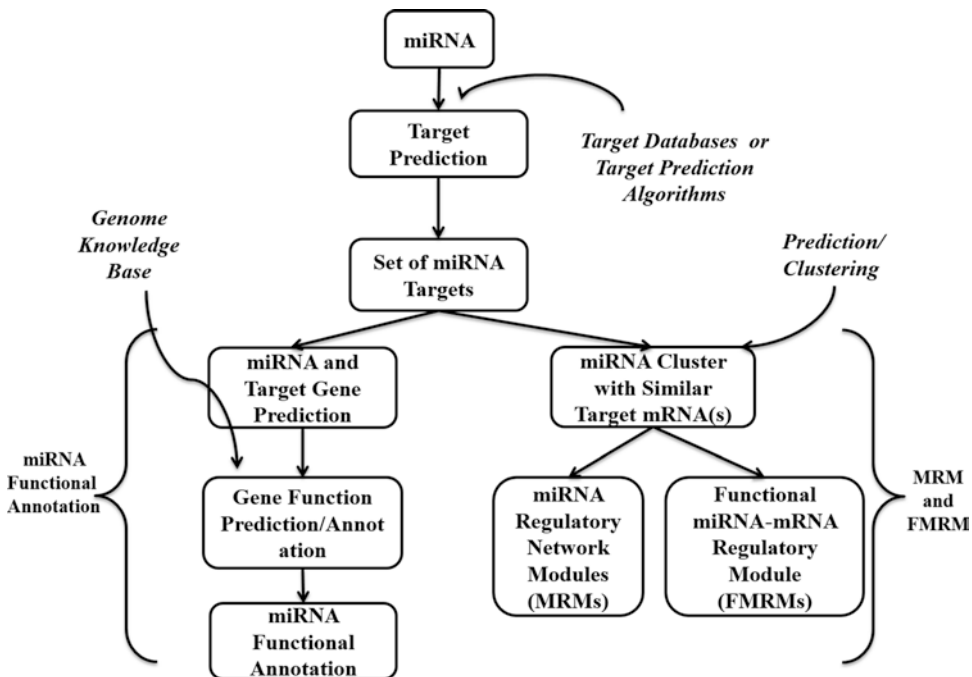 miRNA
Target
Prediction
Target Databases or
Target Prediction
Algorithms
Genome
Knowledge
Base
Set of miRNA
Targets
Prediction/
Clustering
miRNA and
Target Gene
Prediction
miRNA Cluster
with Similar
Target mRNA(s)
miRNA
Functional
Annotation
Gene Function
Prediction/Annot
ation
miRNA
Regulatory
Network
Modules
(MRMs)
Functional
miRNA-mRNA
Regulatory
Module
(FMRMs)
MRM
and
FMRM
miRNA
Functional
Annotation